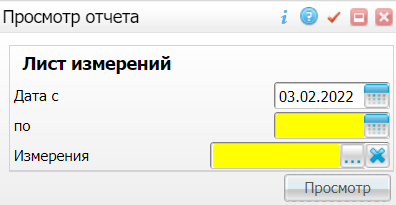 Просмотр отчета
Лист измерений
Дата с 03.02.2022
по
Измерения ...
Просмотр